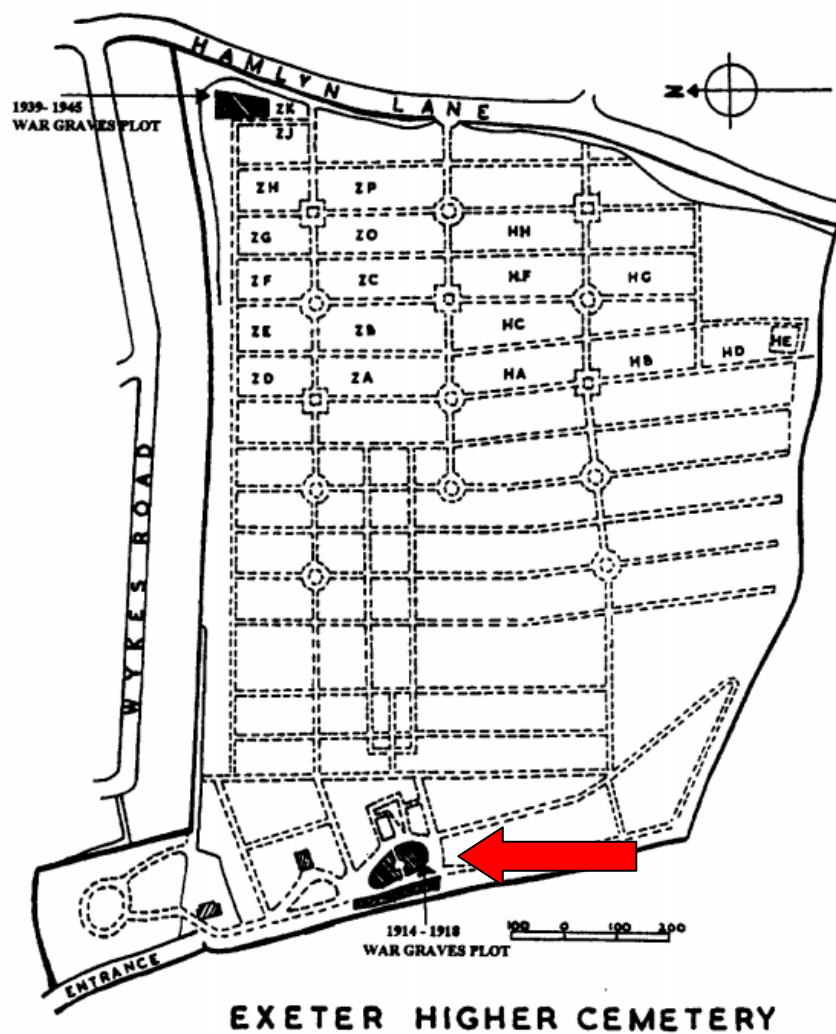 HAMLYN LANE
N
1939- 1945
WAR GRAVES PLOT
ZK
ZJ
ZH ZP
ZG ZO HH
ZF ZC H.F HG
ZE ZB HC
HE
HD
HB
ZD ZA HA
WYKES ROAD
1914 - 1918
WAR GRAVES PLOT
100 0 100 200
ENTRANCE
EXETER HIGHER CEMETERY